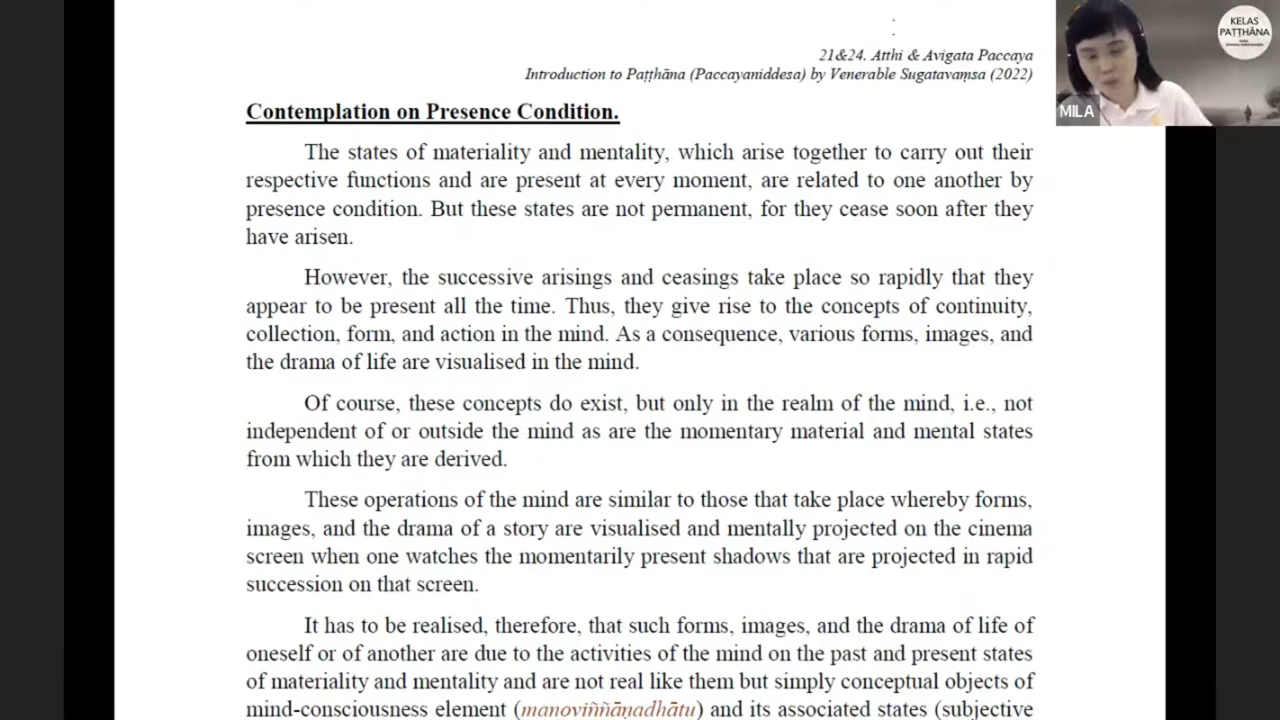 21&24. Atthi & Avigata Paccaya
Introduction to Paṭṭhāna (Paccayaniddesa) by Venerable Sugatavaṃsa (2022)
KELAS
PAṬṬHĀNA
MILA
Contemplation on Presence Condition.
The states of materiality and mentality, which arise together to carry out their
respective functions and are present at every moment, are related to one another by
presence condition. But these states are not permanent, for they cease soon after they
have arisen.
However, the successive arisings and ceasings take place so rapidly that they
appear to be present all the time. Thus, they give rise to the concepts of continuity,
collection, form, and action in the mind. As a consequence, various forms, images, and
the drama of life are visualised in the mind.
Of course, these concepts do exist, but only in the realm of the mind, i.e., not
independent of or outside the mind as are the momentary material and mental states
from which they are derived.
These operations of the mind are similar to those that take place whereby forms,
images, and the drama of a story are visualised and mentally projected on the cinema
screen when one watches the momentarily present shadows that are projected in rapid
succession on that screen.
It has to be realised, therefore, that such forms, images, and the drama of life of
oneself or of another are due to the activities of the mind on the past and present states
of materiality and mentality and are not real like them but simply conceptual objects of
mind-consciousness element (manoviññāṇadhātu) and its associated states (subjective